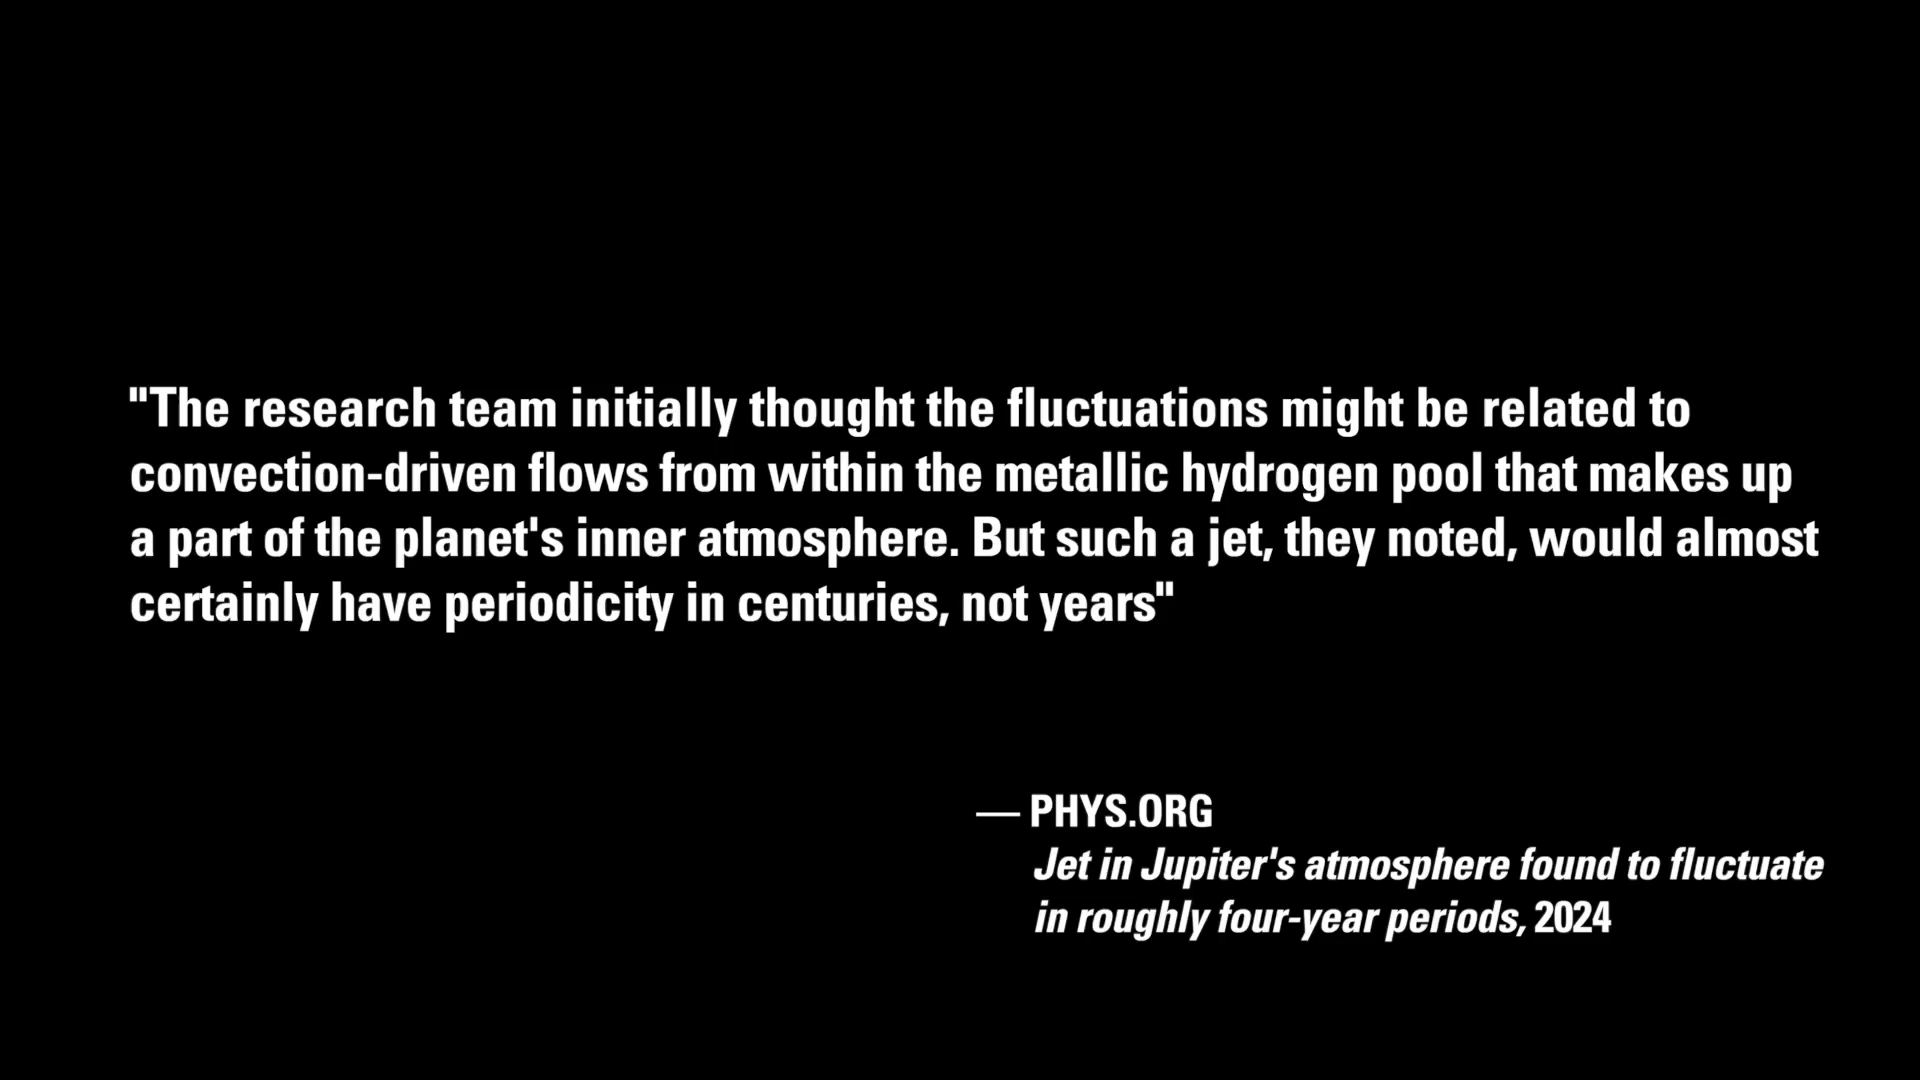 "The research team initially thought the fluctuations might be related to
convection-driven flows from within the metallic hydrogen pool that makes up
a part of the planet's inner atmosphere. But such a jet, they noted, would almost
certainly have periodicity in centuries, not years"
— PHYS.ORG
Jet in Jupiter's atmosphere found to fluctuate
in roughly four-year periods, 2024